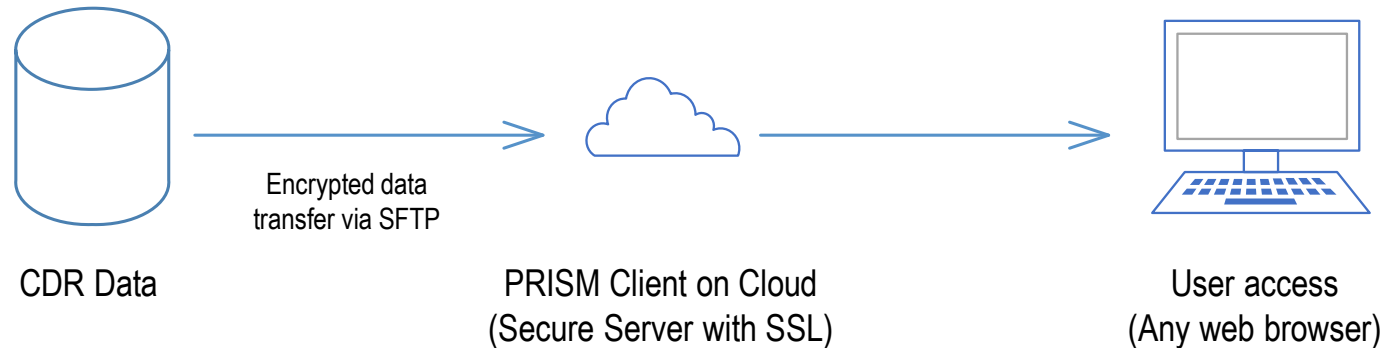 Encrypted data
transfer via SFTP
CDR Data
PRISM Client on Cloud
(Secure Server with SSL)
User access
(Any web browser)